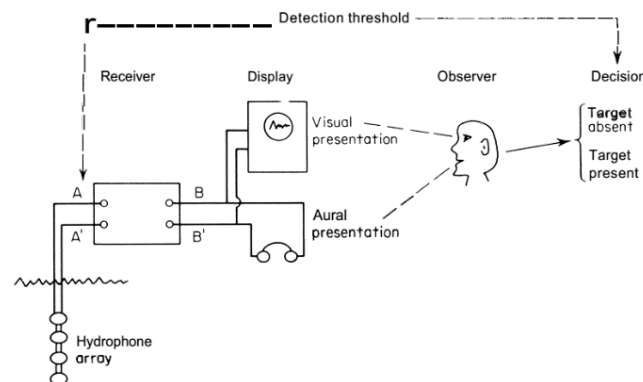 Detection threshold
Receiver
Display
Observer
Decision
Visual
presentation
Target
absent
Target
present
A
B
A'
B'
Aural
presentation
Hydrophone
array